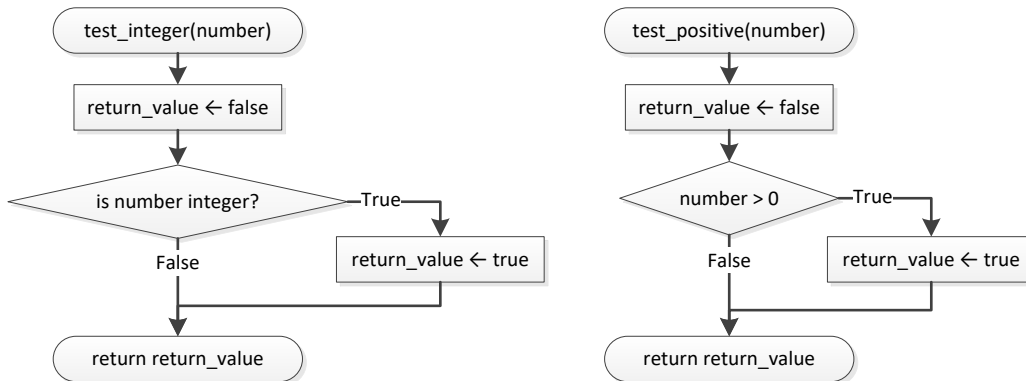 test_integer(number)
return_value ← false
is number integer?
True
False
return_value ← true
return return_value
test_positive(number)
return_value ← false
number > 0
True
False
return_value ← true
return return_value